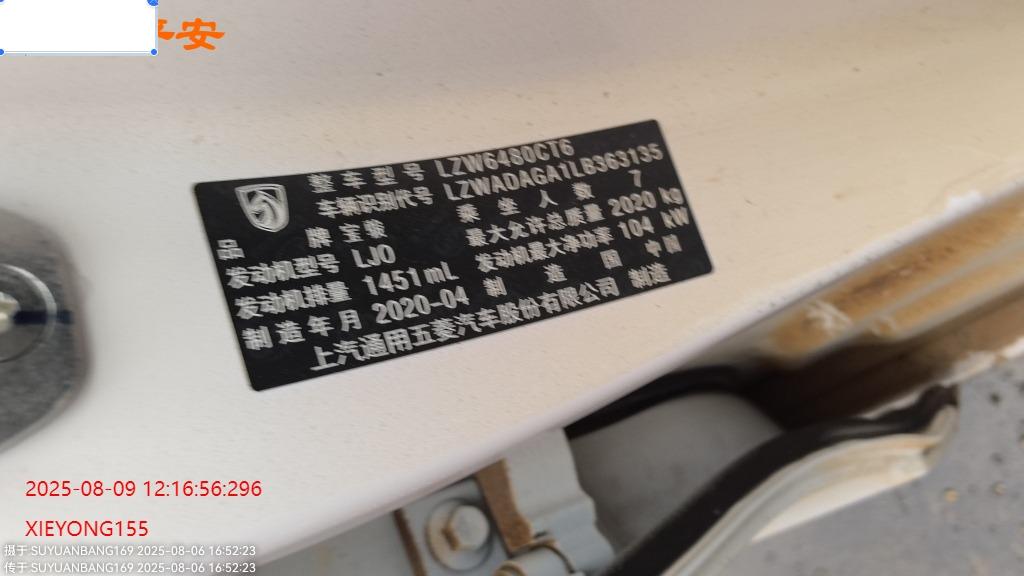 平安
整车型号 LZW6480CT6
车辆识别代号 LZWADAGA1LB363135
品牌 宝骏 乘坐人数 7
发动机型号 LJO 最大允许总质量 2020 kg
发动机排量 1451mL 发动机最大净功率 104 kW
制造年月 2020-04 制造国 中国
上汽通用五菱汽车股份有限公司 制造
2025-08-09 12:16:56:296
XIEYONG155
摄于 SUYUANBANG169 2025-08-06 16:52:23
传于 SUYUANBANG169 2025-08-06 16:52:23